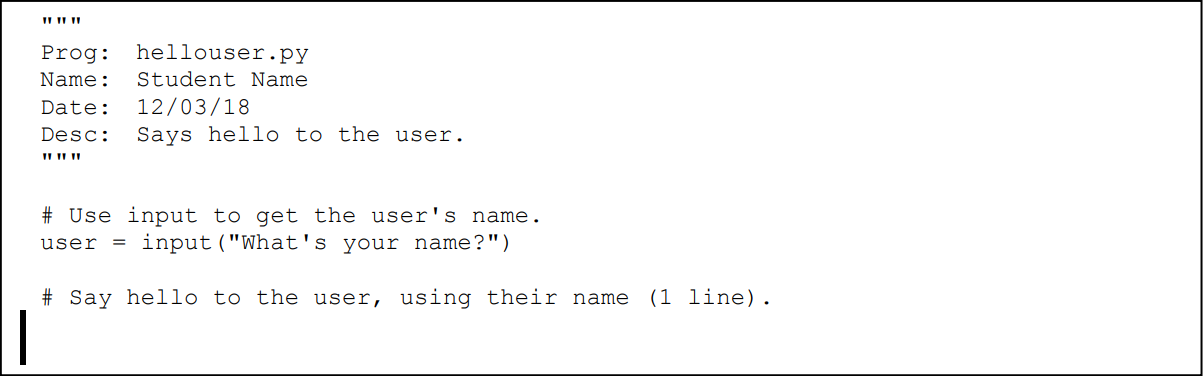 """
Prog: hellouser.py
Name: Student Name
Date: 12/03/18
Desc: Says hello to the user.
"""
# Use input to get the user's name.
user = input("What's your name?")
# Say hello to the user, using their name (1 line).